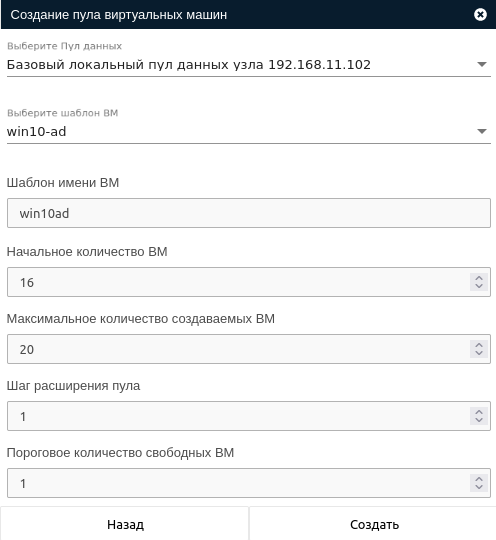 Создание пула виртуальных машин
Выберите Пул данных
Базовый локальный пул данных узла 192.168.11.102
Выберите шаблон ВМ
win10-ad
Шаблон имени ВМ
win10ad
Начальное количество ВМ
16
Максимальное количество создаваемых ВМ
20
Шаг расширения пула
1
Пороговое количество свободных ВМ
1
Назад Создать